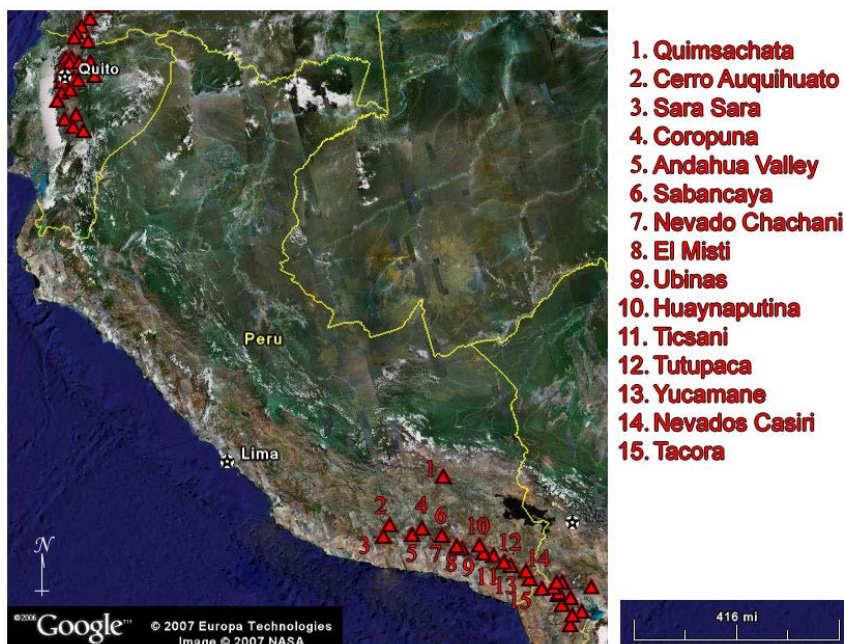 Quito
Peru
Lima
1
2
3
4
5
6
7
8
9
10
11
12
13
14
15
N
©2006 Google™
© 2007 Europa Technologies
Image © 2007 NASA
1. Quimsachata
2. Cerro Auquihuato
3. Sara Sara
4. Coropuna
5. Andahua Valley
6. Sabancaya
7. Nevado Chachani
8. El Misti
9. Ubinas
10. Huaynaputina
11. Ticsani
12. Tutupaca
13. Yucamane
14. Nevados Casiri
15. Tacora
416 mi